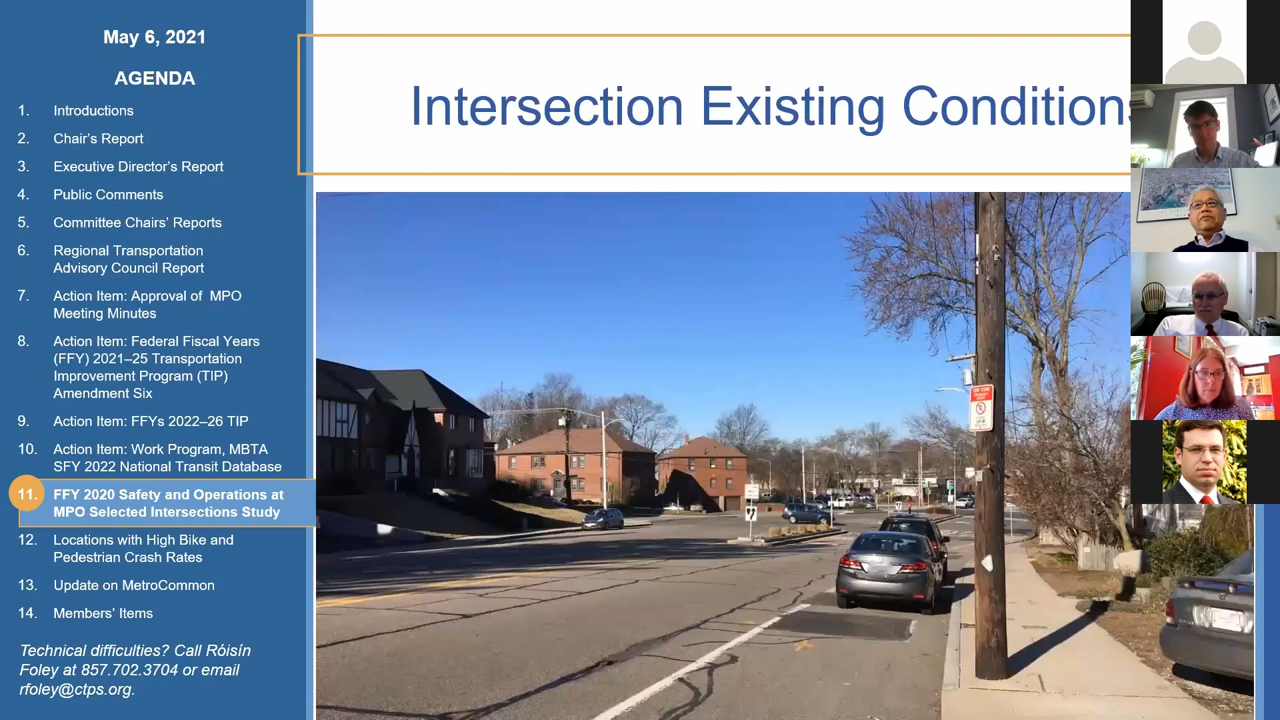 May 6, 2021
AGENDA
1. Introductions
2. Chair's Report
3. Executive Director's Report
4. Public Comments
5. Committee Chairs' Reports
6. Regional Transportation
Advisory Council Report
7. Action Item: Approval of MPO
Meeting Minutes
8. Action Item: Federal Fiscal Years
(FFY) 2021–25 Transportation
Improvement Program (TIP)
Amendment Six
9. Action Item: FFYs 2022–26 TIP
10. Action Item: Work Program, MBTA
SFY 2022 National Transit Database
11. FFY 2020 Safety and Operations at
MPO Selected Intersections Study
12. Locations with High Bike and
Pedestrian Crash Rates
13. Update on MetroCommon
14. Members' Items
Technical difficulties? Call Róisín
Foley at 857.702.3704 or email
rfoley@ctps.org.
Intersection Existing Conditions